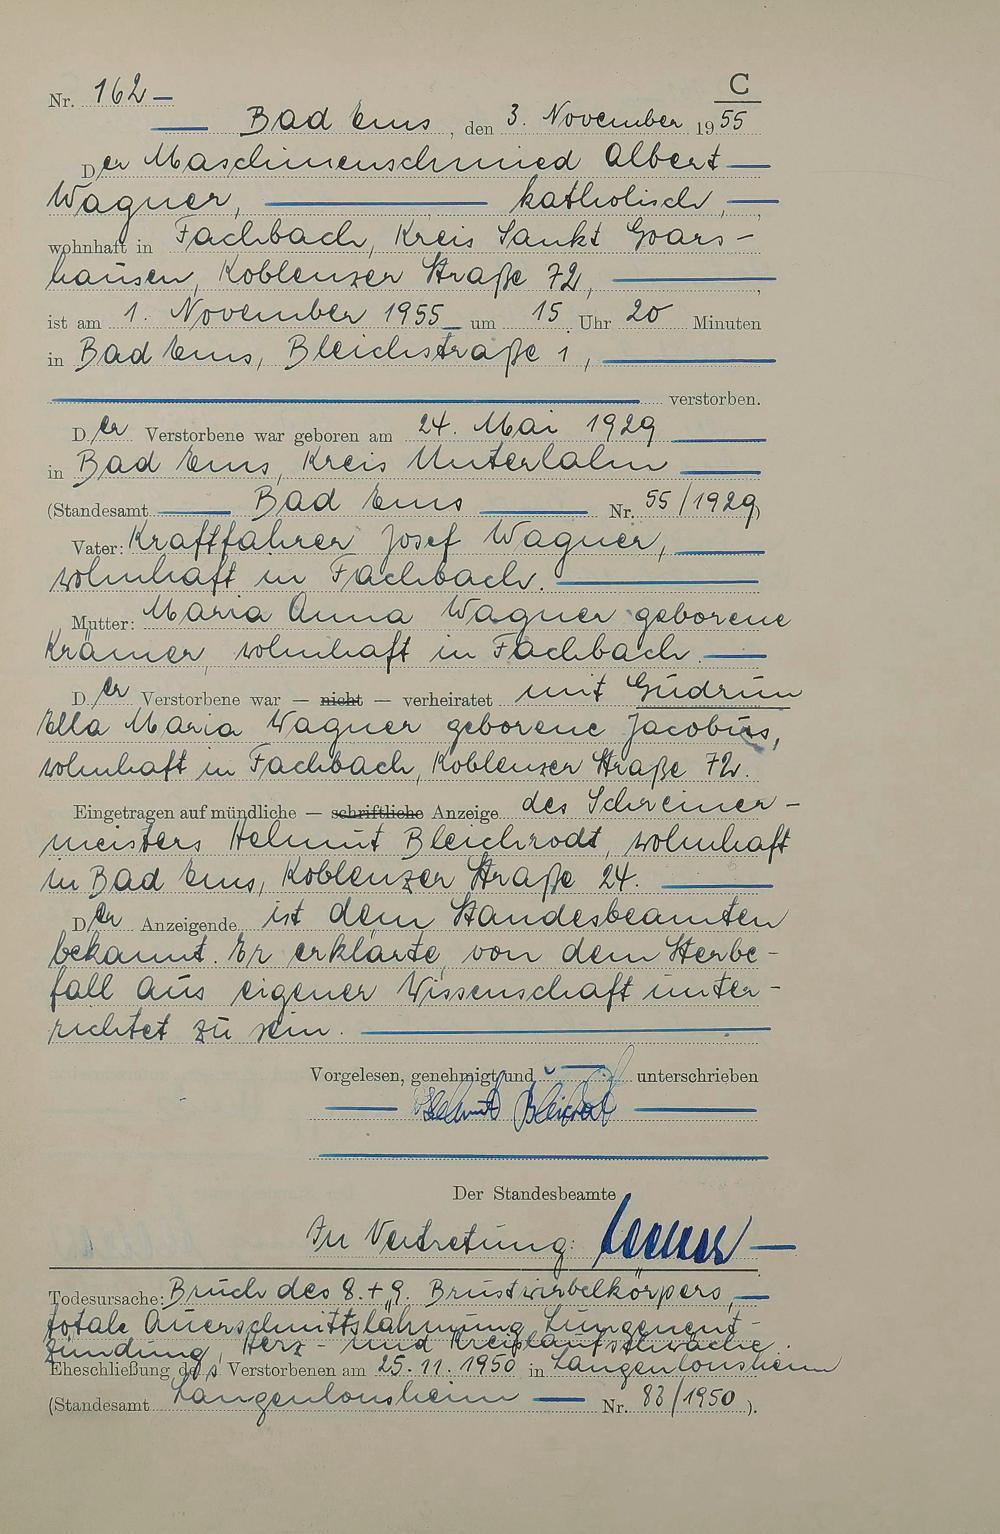 C
Nr. 162 —
Bad Ems, den 3. November 1955
Der Maschinenschmied Albert
Wagner, katholisch,
wohnhaft in Fachbach, Kreis Sankt Goars-
hausen, Koblenzer Straße 72,
ist am 1. November 1955 um 15 Uhr 20 Minuten
in Bad Ems, Bleichstraße 1,
verstorben.
Der Verstorbene war geboren am 24. Mai 1929
in Bad Ems, Kreis Unterlahn
(Standesamt Bad Ems Nr. 55/1929)
Vater: Kraftfahrer Josef Wagner,
wohnhaft in Fachbach.
Mutter: Maria Anna Wagner geborene
Krämer, wohnhaft in Fachbach.
Der Verstorbene war — nicht — verheiratet mit Gudrun
Ella Maria Wagner geborene Jacobus,
wohnhaft in Fachbach, Koblenzer Straße 72.
Eingetragen auf mündliche — schriftliche Anzeige des Schreiner-
meisters Helmut Bleichrodt, wohnhaft
in Bad Ems, Koblenzer Straße 24.
Der Anzeigende ist dem Standesbeamten
bekannt. Er erklärte, von dem Sterbe-
fall aus eigener Wissenschaft unter-
richtet zu sein.
Vorgelesen, genehmigt und unterschrieben
Helmut Bleichrodt
Der Standesbeamte
In Vertretung:
Todesursache: Bruch des 8. + 9. Brustwirbelkörpers,
totale Querschnittslähmung, Lungenent-
zündung, Herz- und Kreislaufschwäche.
Eheschließung des Verstorbenen am 25.11.1950 in Langenlonsheim
(Standesamt Langenlonsheim — Nr. 83/1950).